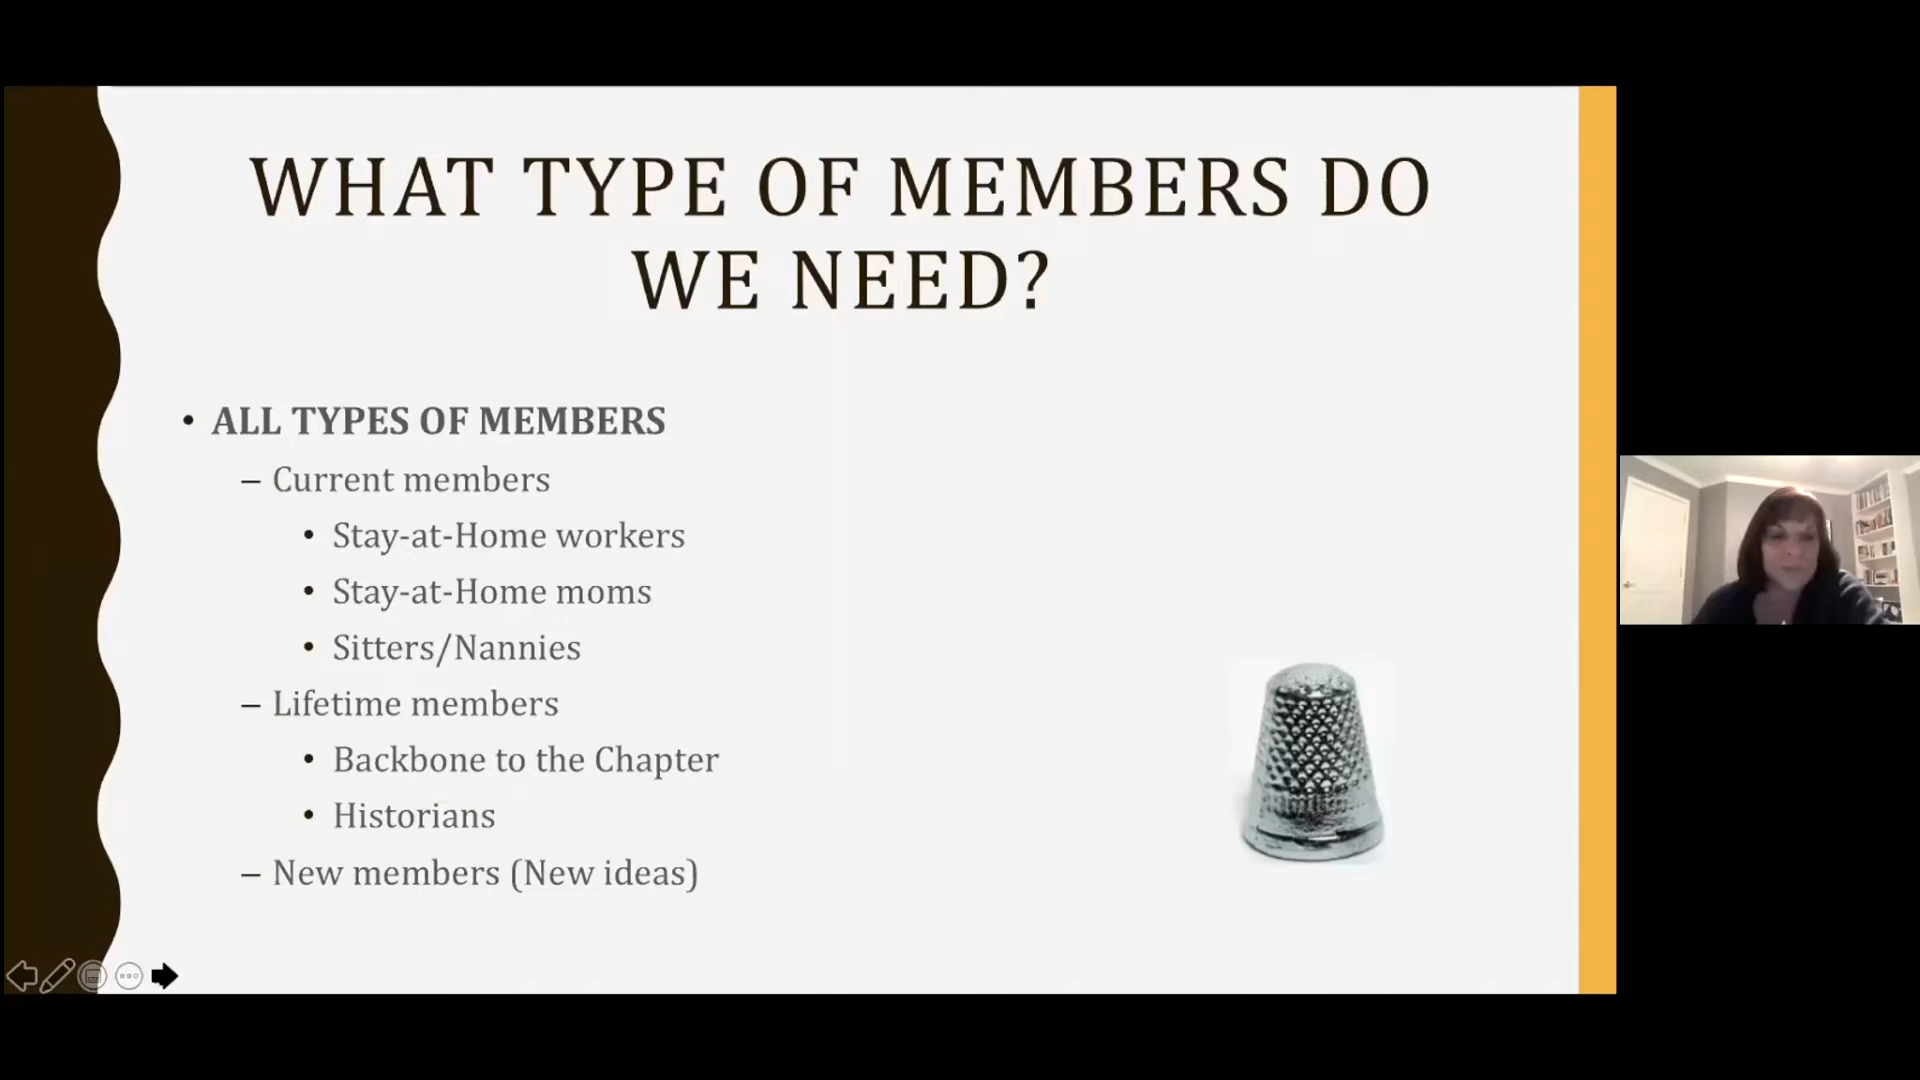 WHAT TYPE OF MEMBERS DO
WE NEED?
• ALL TYPES OF MEMBERS
– Current members
• Stay-at-Home workers
• Stay-at-Home moms
• Sitters/Nannies
– Lifetime members
• Backbone to the Chapter
• Historians
– New members (New ideas)